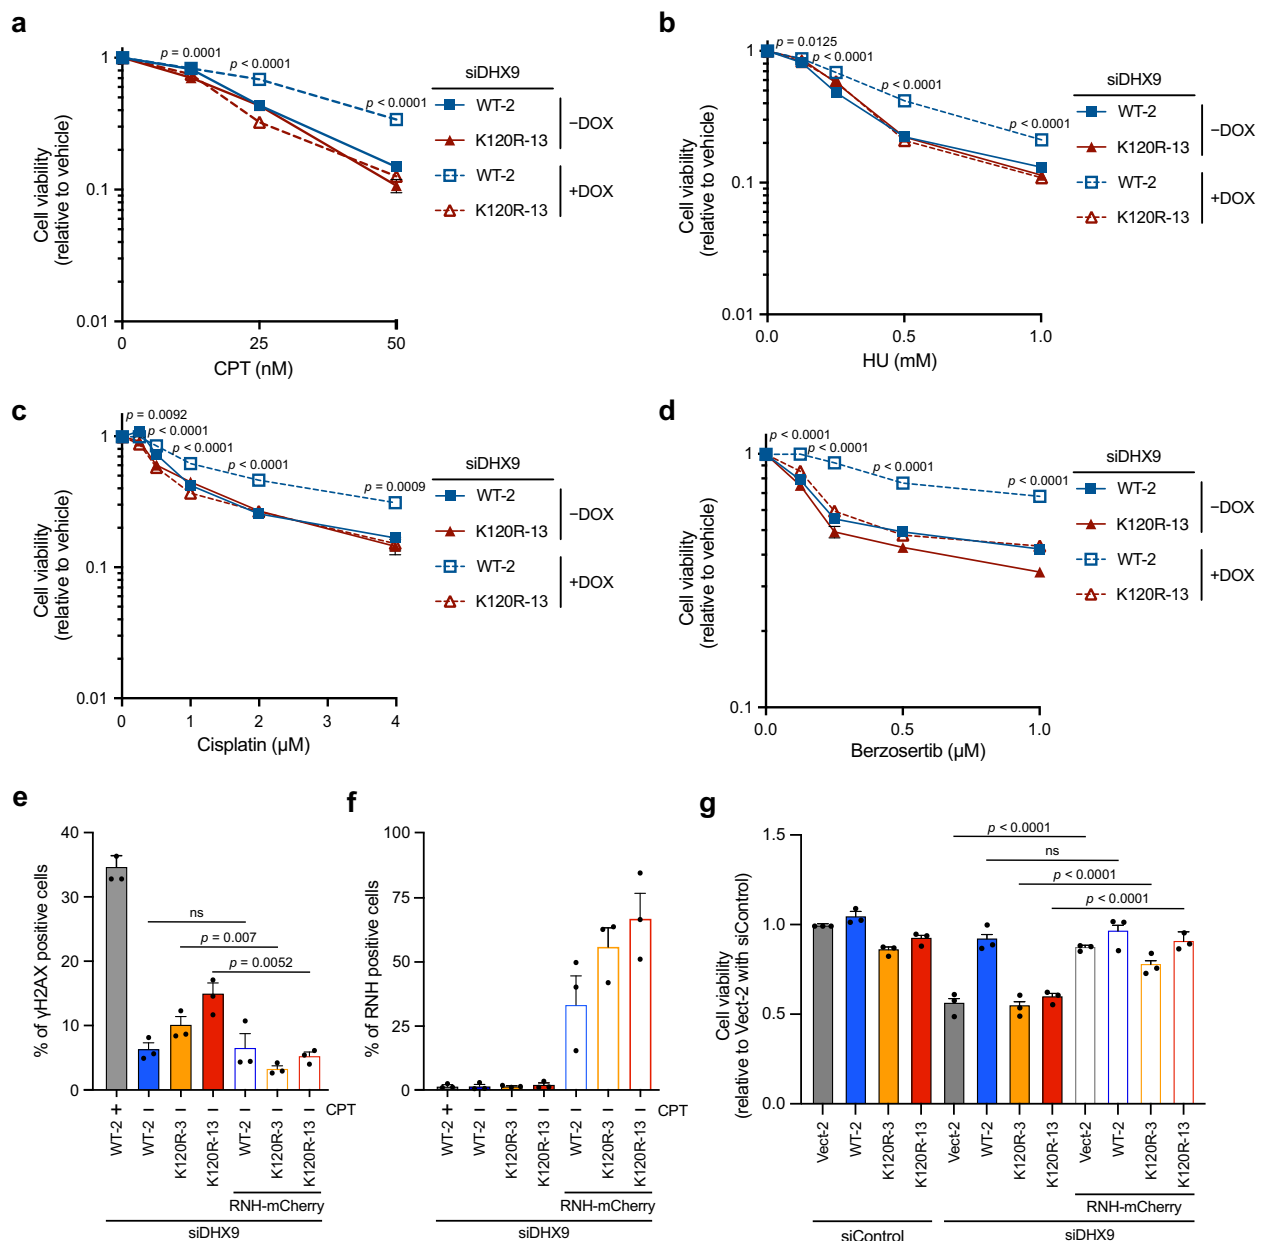 a
Cell viability
(relative to vehicle)
1
0.1
0.01
p = 0.0001
p < 0.0001
p < 0.0001
0
25
50
CPT (nM)
siDHX9
WT-2
K120R-13
−DOX
WT-2
K120R-13
+DOX
b
Cell viability
(relative to vehicle)
1
0.1
0.01
p = 0.0125
p < 0.0001
p < 0.0001
p < 0.0001
0.0
0.5
1.0
HU (mM)
siDHX9
WT-2
K120R-13
−DOX
WT-2
K120R-13
+DOX
c
Cell viability
(relative to vehicle)
1
0.1
0.01
p = 0.0092
p < 0.0001
p < 0.0001
p < 0.0001
p = 0.0009
0
1
2
3
4
Cisplatin (µM)
siDHX9
WT-2
K120R-13
−DOX
WT-2
K120R-13
+DOX
d
Cell viability
(relative to vehicle)
1
0.1
p < 0.0001
p < 0.0001
p < 0.0001
p < 0.0001
0.0
0.5
1.0
Berzosertib (µM)
siDHX9
WT-2
K120R-13
−DOX
WT-2
K120R-13
+DOX
e
% of γH2AX positive cells
40
30
20
10
0
ns
p = 0.007
p = 0.0052
+ − − − − − − CPT
WT-2
WT-2
K120R-3
K120R-13
WT-2
K120R-3
K120R-13
RNH-mCherry
siDHX9
f
% of RNH positive cells
100
75
50
25
0
+ − − − − − − CPT
WT-2
WT-2
K120R-3
K120R-13
WT-2
K120R-3
K120R-13
RNH-mCherry
siDHX9
g
Cell viability
(relative to Vect-2 with siControl)
1.5
1.0
0.5
0.0
p < 0.0001
ns
p < 0.0001
p < 0.0001
Vect-2
WT-2
K120R-3
K120R-13
Vect-2
WT-2
K120R-3
K120R-13
Vect-2
WT-2
K120R-3
K120R-13
RNH-mCherry
siControl
siDHX9